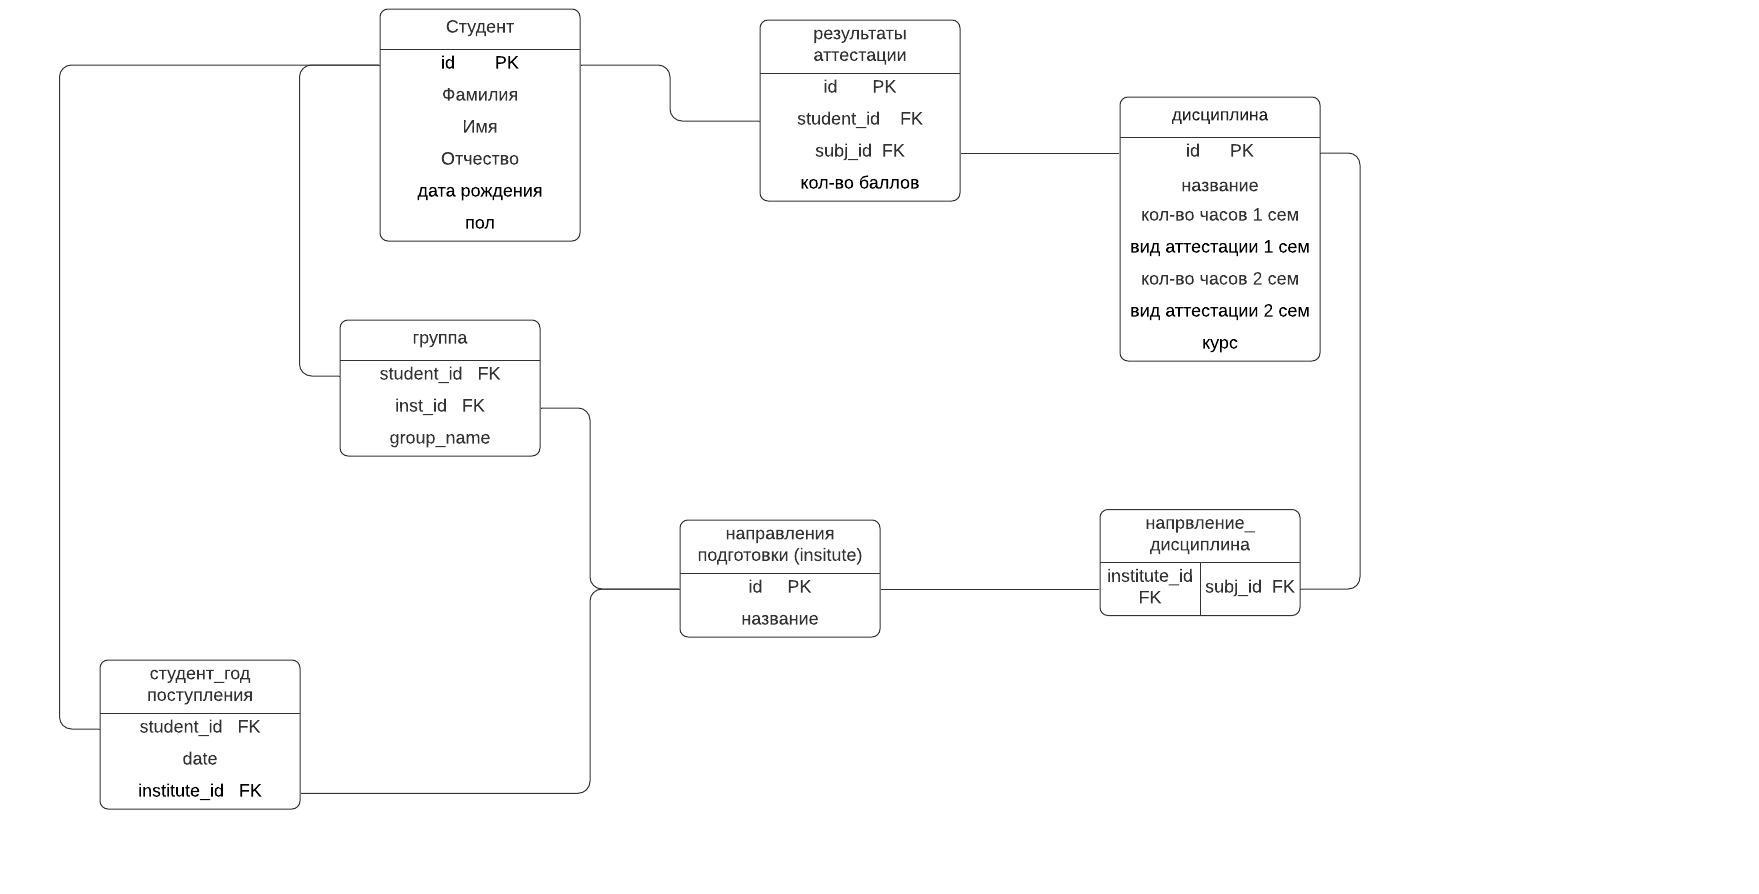 Студент
id PK
Фамилия
Имя
Отчество
дата рождения
пол
результаты
аттестации
id PK
student_id FK
subj_id FK
кол-во баллов
дисциплина
id PK
название
кол-во часов 1 сем
вид аттестации 1 сем
кол-во часов 2 сем
вид аттестации 2 сем
курс
группа
student_id FK
inst_id FK
group_name
направления
подготовки (insitute)
id PK
название
напрвление_
дисциплина
institute_id
FK
subj_id FK
студент_год
поступления
student_id FK
date
institute_id FK